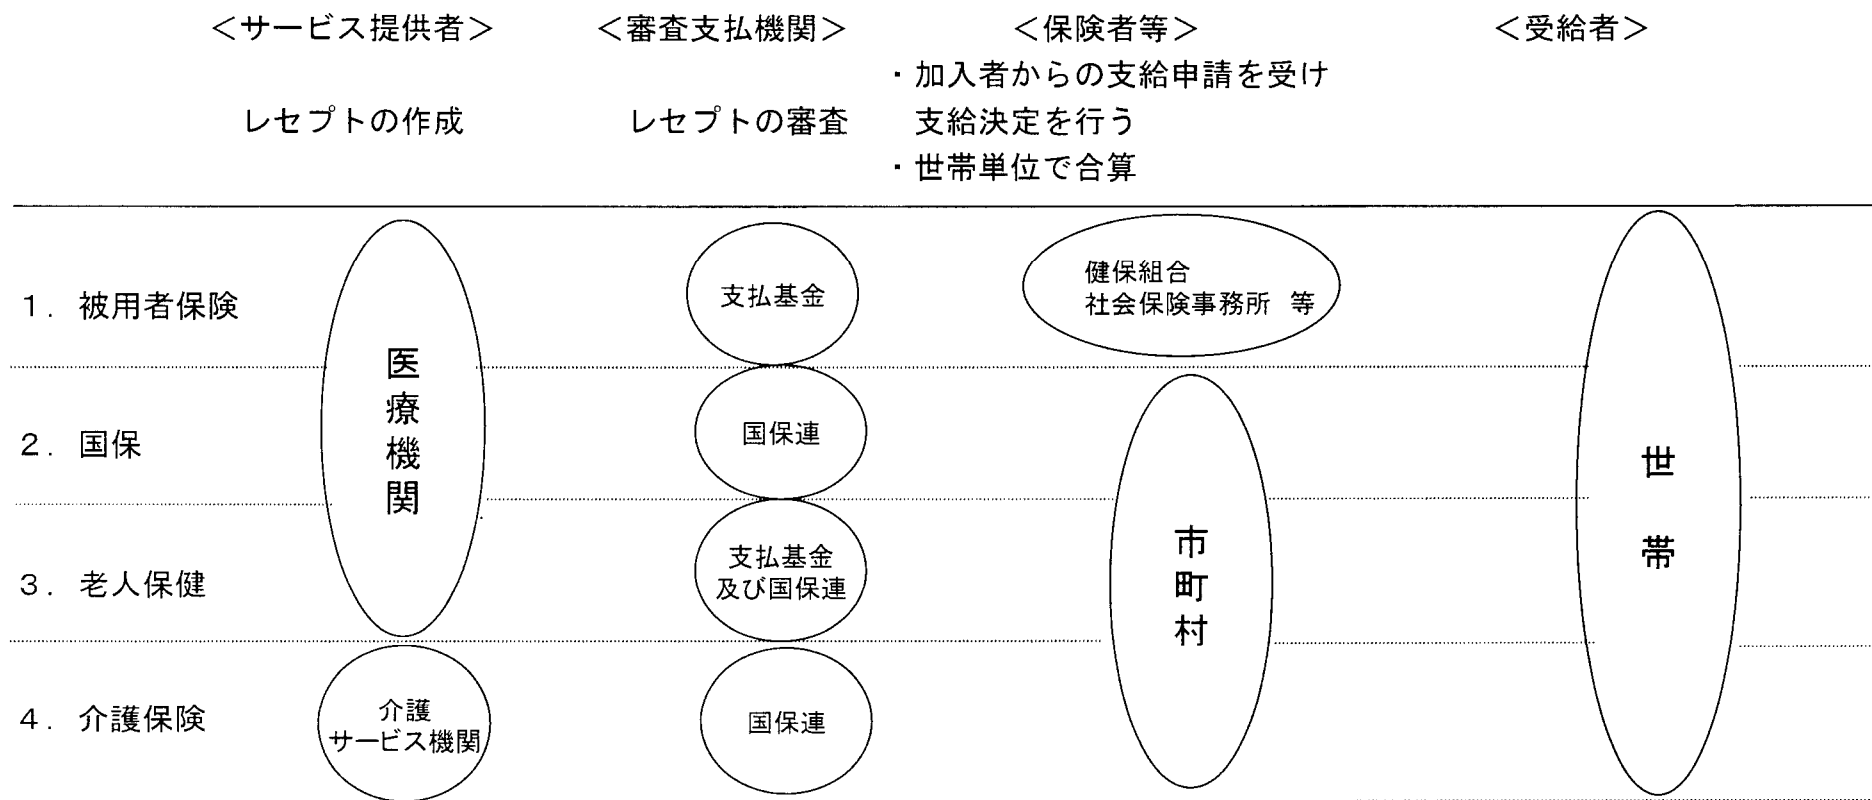 ＜サービス提供者＞
＜審査支払機関＞
＜保険者等＞
＜受給者＞
レセプトの作成
レセプトの審査
・加入者からの支給申請を受け
支給決定を行う
・世帯単位で合算
1．被用者保険
支払基金
健保組合
社会保険事務所 等
医療機関
2．国保
国保連
世帯
3．老人保健
支払基金
及び国保連
市町村
4．介護保険
介護
サービス機関
国保連